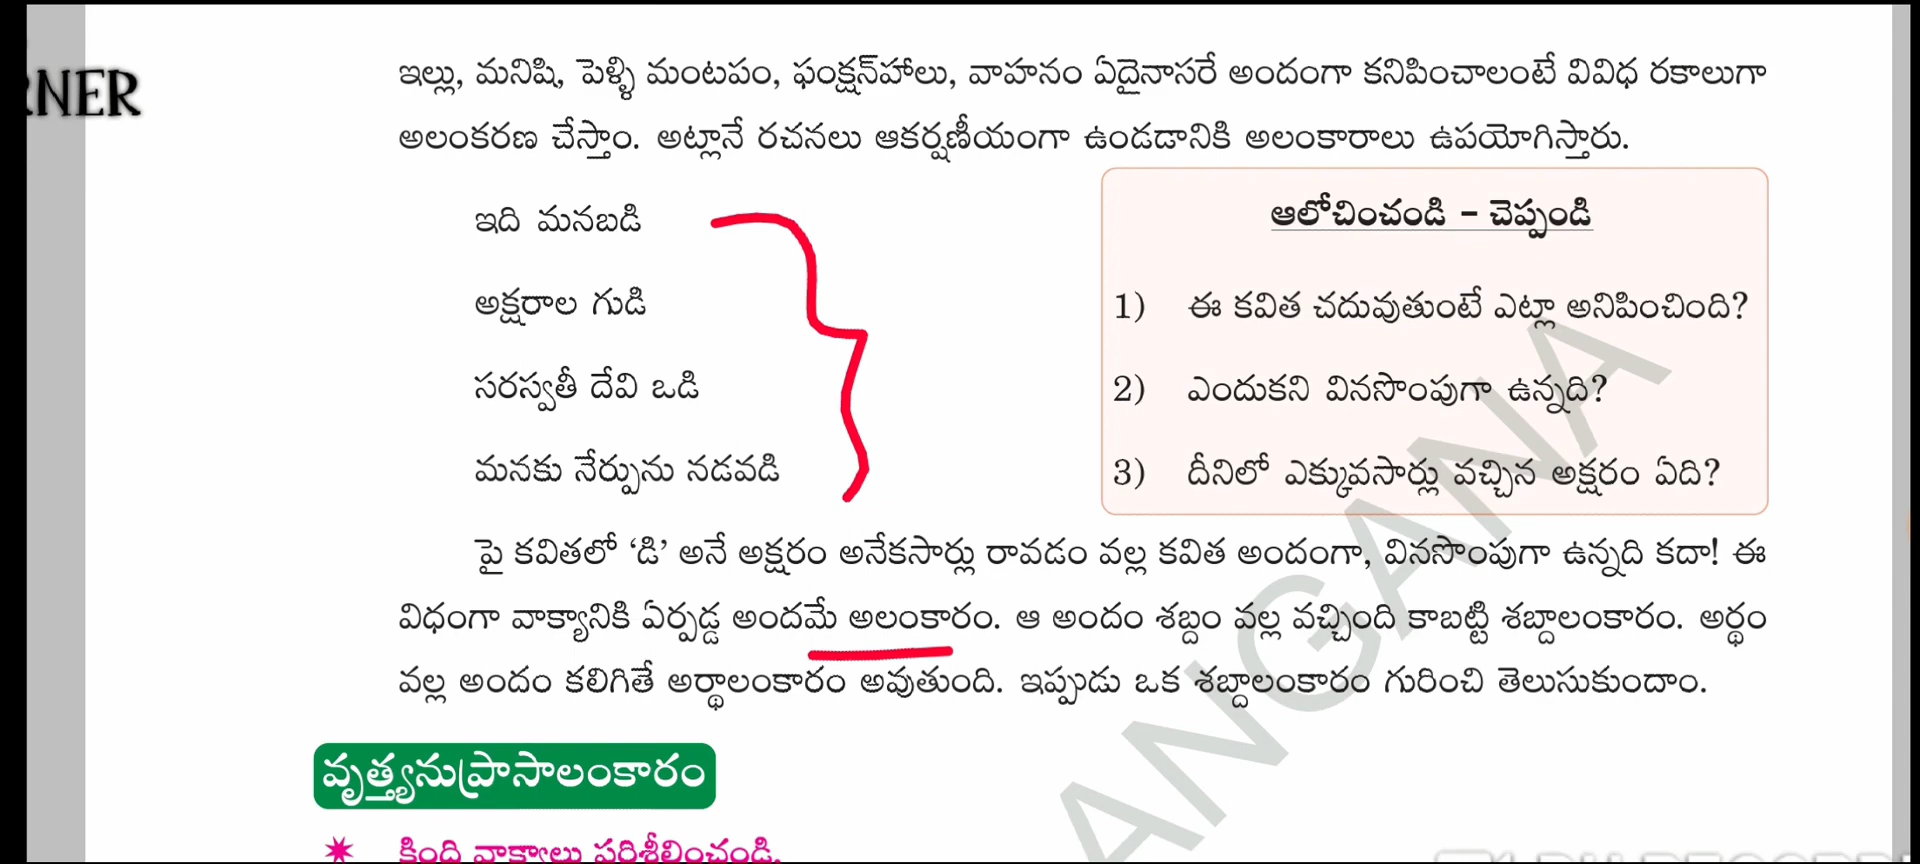 RNER
ఇల్లు, మనిషి, పెళ్ళి మంటపం, ఫంక్షన్‌హాలు, వాహనం ఏదైనాసరే అందంగా కనిపించాలంటే వివిధ రకాలుగా
అలంకరణ చేస్తాం. అట్లానే రచనలు ఆకర్షణీయంగా ఉండడానికి అలంకారాలు ఉపయోగిస్తారు.
ఇది మనబడి
అక్షరాల గుడి
సరస్వతీ దేవి ఒడి
మనకు నేర్పును నడవడి
ఆలోచించండి – చెప్పండి
1) ఈ కవిత చదువుతుంటే ఎట్లా అనిపించింది?
2) ఎందుకని వినసొంపుగా ఉన్నది?
3) దీనిలో ఎక్కువసార్లు వచ్చిన అక్షరం ఏది?
పై కవితలో ‘డి’ అనే అక్షరం అనేకసార్లు రావడం వల్ల కవిత అందంగా, వినసొంపుగా ఉన్నది కదా! ఈ
విధంగా వాక్యానికి ఏర్పడ్డ అందమే అలంకారం. ఆ అందం శబ్దం వల్ల వచ్చింది కాబట్టి శబ్దాలంకారం. అర్థం
వల్ల అందం కలిగితే అర్థాలంకారం అవుతుంది. ఇప్పుడు ఒక శబ్దాలంకారం గురించి తెలుసుకుందాం.
వృత్త్యనుప్రాసాలంకారం
కింది వాక్యాలు పరిశీలించండి.
ANGANA
ANGANA